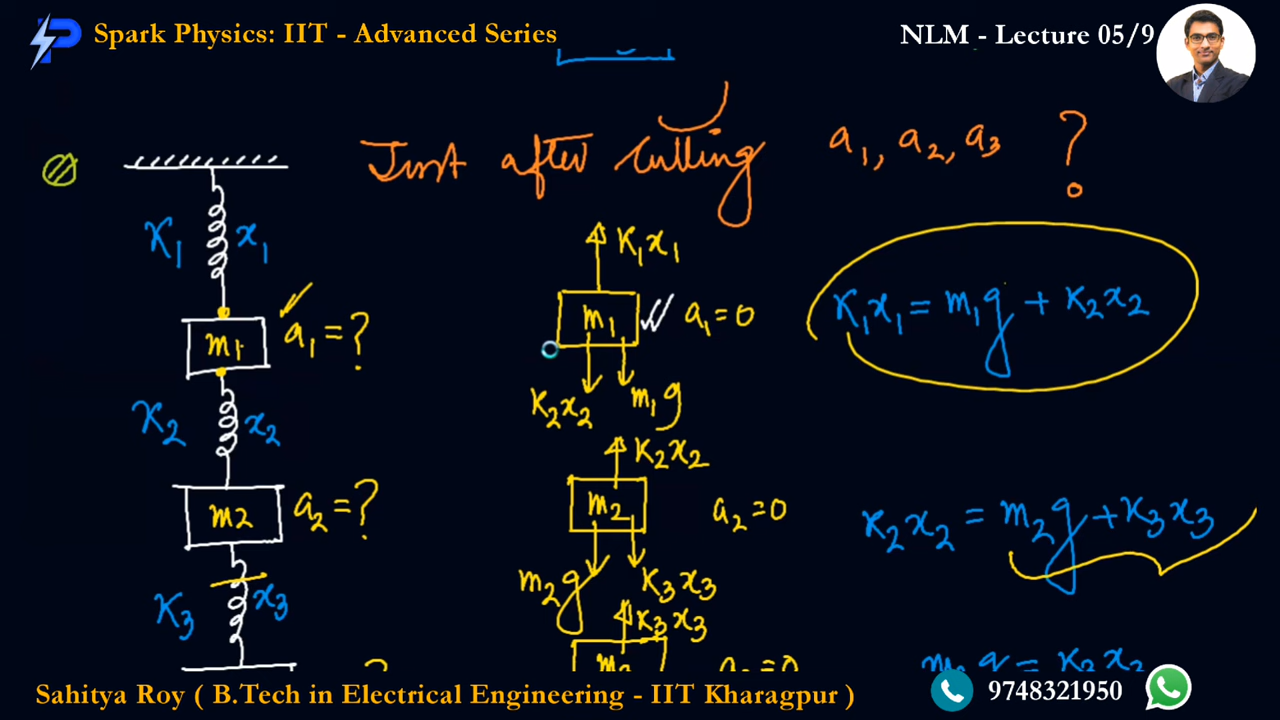 Spark Physics: IIT - Advanced Series
NLM - Lecture 05/9
Just after cutting a1, a2, a3 ?
K1 x1
K1x1
m1 a1 = ?
m1 a1 = 0
K1x1 = m1g + K2x2
K2x2 m1g
K2 x2
K2x2
m2 a2 = ?
m2 a2 = 0
K2x2 = m2g + K3x3
m2g K3x3
K3 x3
K3x3
?
Sahitya Roy ( B.Tech in Electrical Engineering - IIT Kharagpur )
9748321950